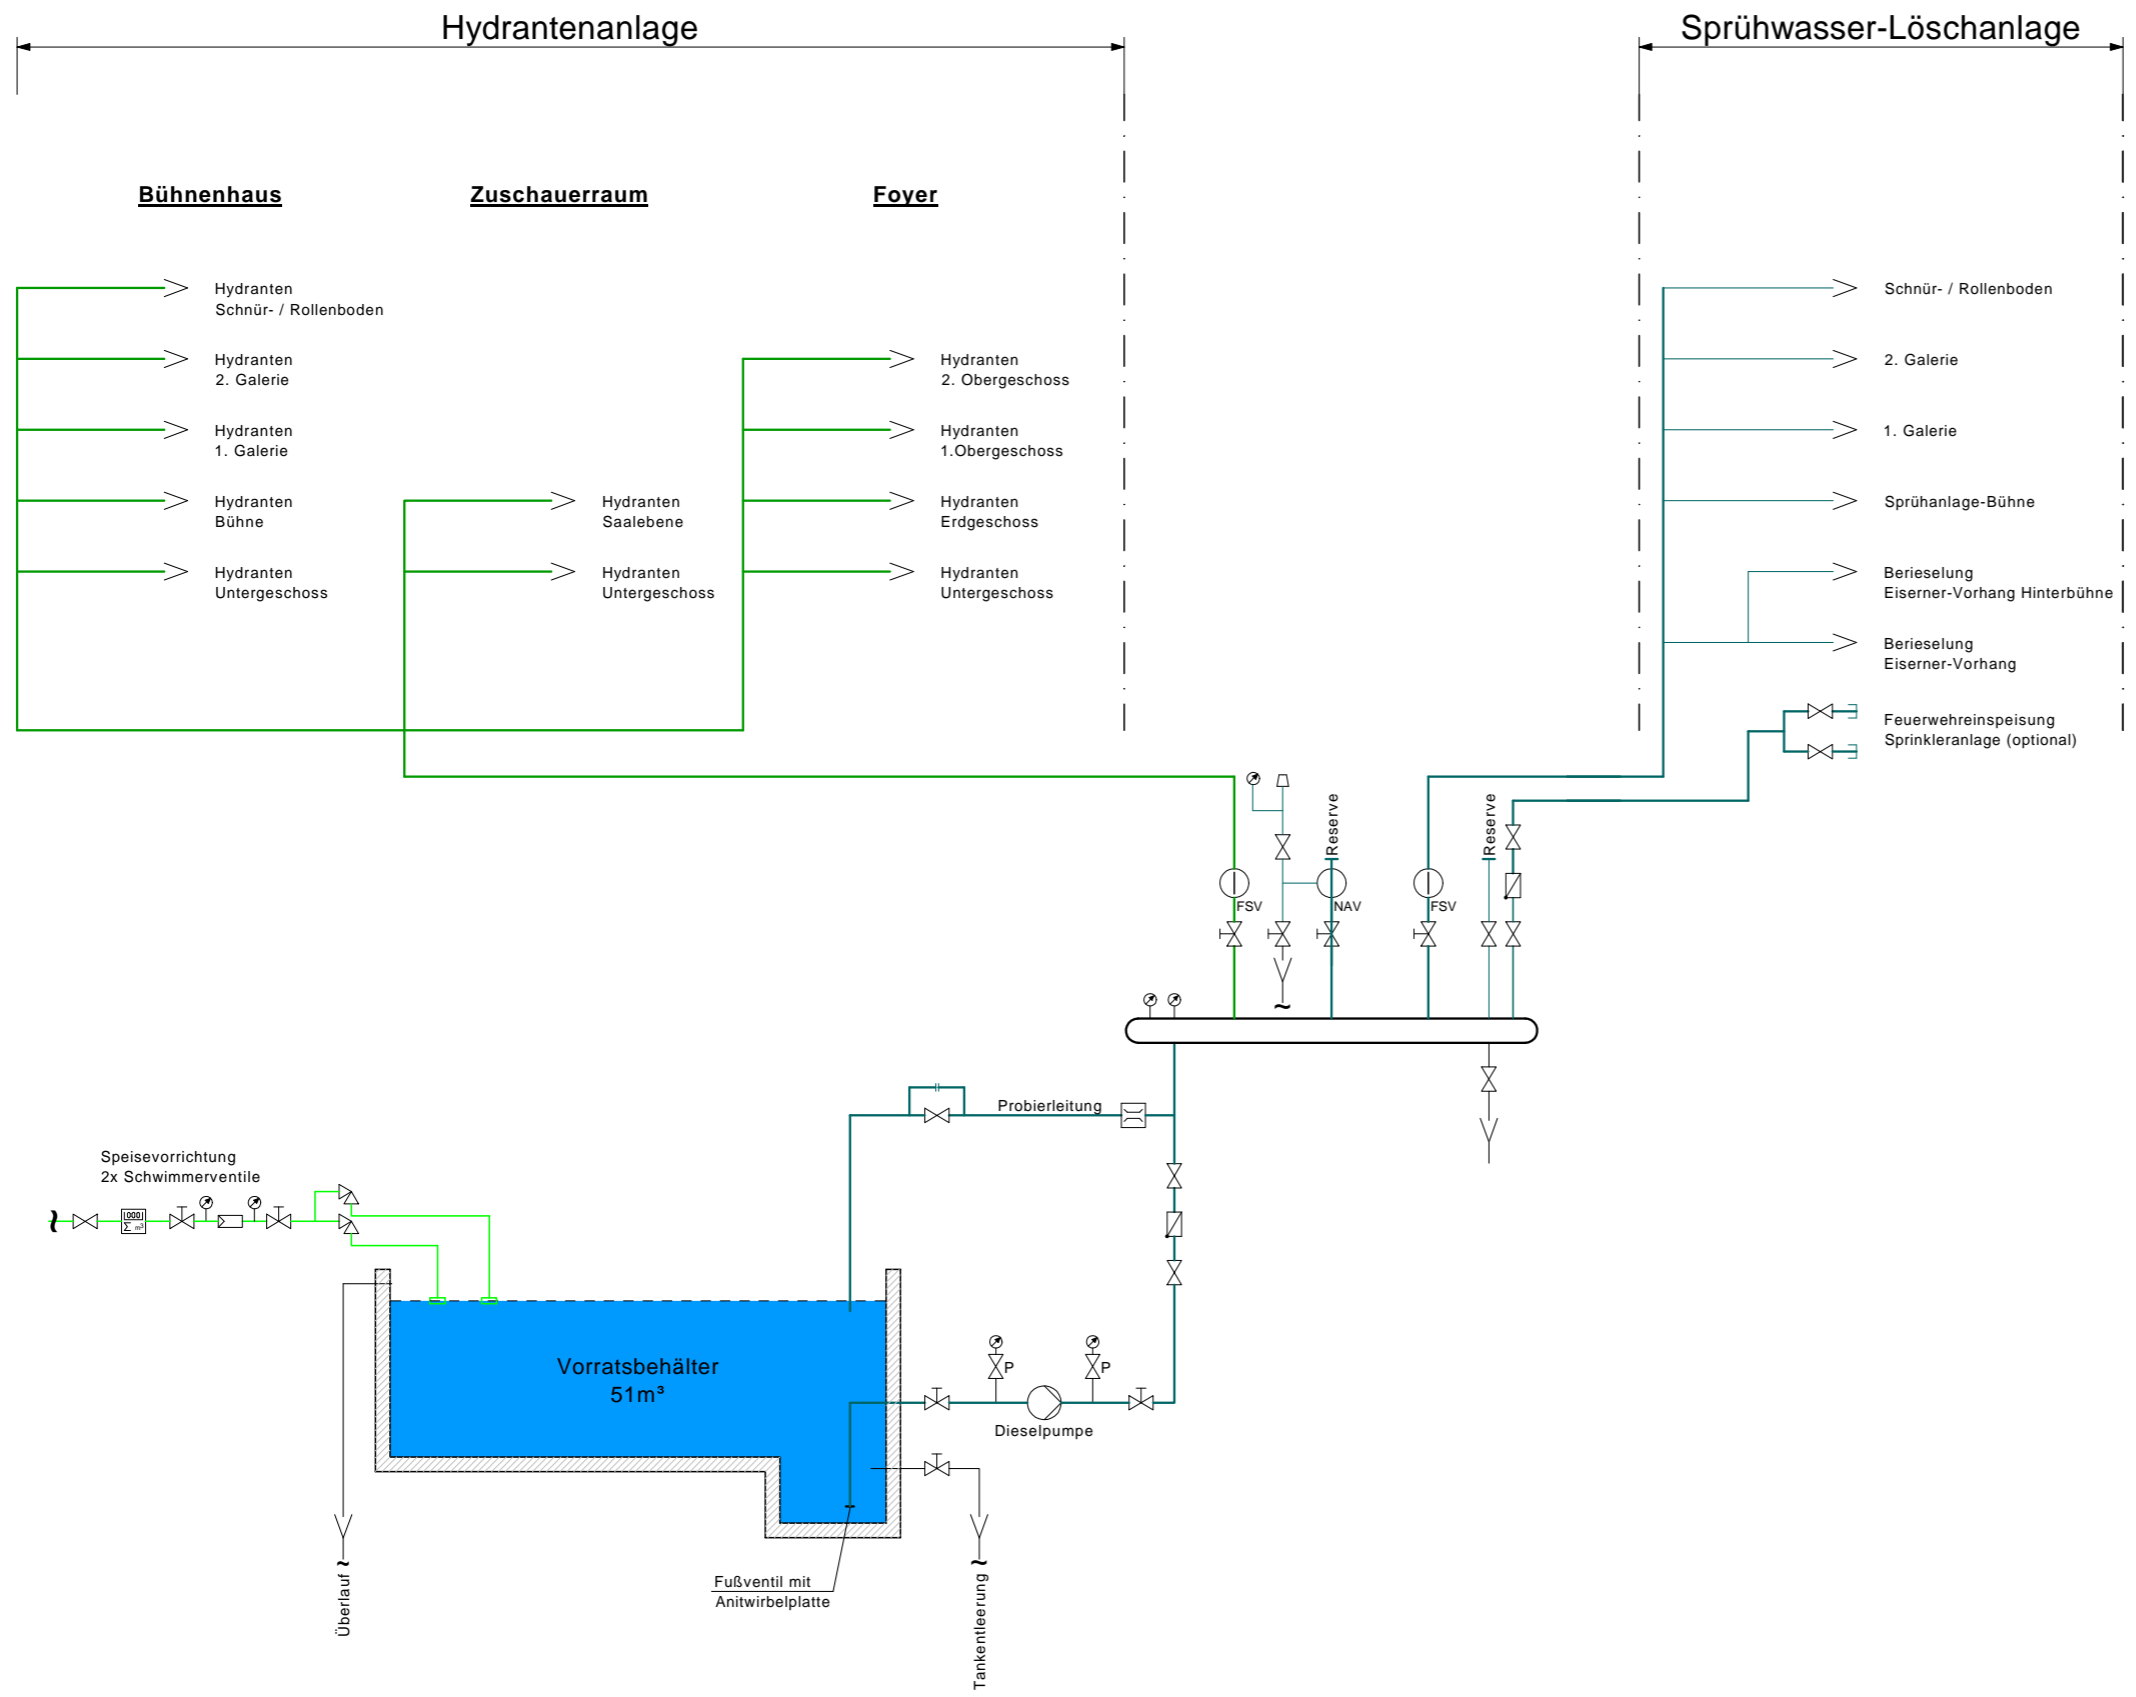 Hydrantenanlage
Sprühwasser-Löschanlage
Bühnenhaus
Zuschauerraum
Foyer
Hydranten
Schnür- / Rollenboden
Hydranten
2. Galerie
Hydranten
1. Galerie
Hydranten
Bühne
Hydranten
Untergeschoss
Hydranten
Saalebene
Hydranten
Untergeschoss
Hydranten
2. Obergeschoss
Hydranten
1.Obergeschoss
Hydranten
Erdgeschoss
Hydranten
Untergeschoss
Schnür- / Rollenboden
2. Galerie
1. Galerie
Sprühanlage-Bühne
Berieselung
Eiserner-Vorhang Hinterbühne
Berieselung
Eiserner-Vorhang
Feuerwehreinspeisung
Sprinkleranlage (optional)
Reserve
Reserve
FSV
NAV
FSV
Probierleitung
Speisevorrichtung
2x Schwimmerventile
000
Σ m³
Vorratsbehälter
51m³
P
P
Dieselpumpe
Fußventil mit
Anitwirbelplatte
Überlauf
Tankentleerung